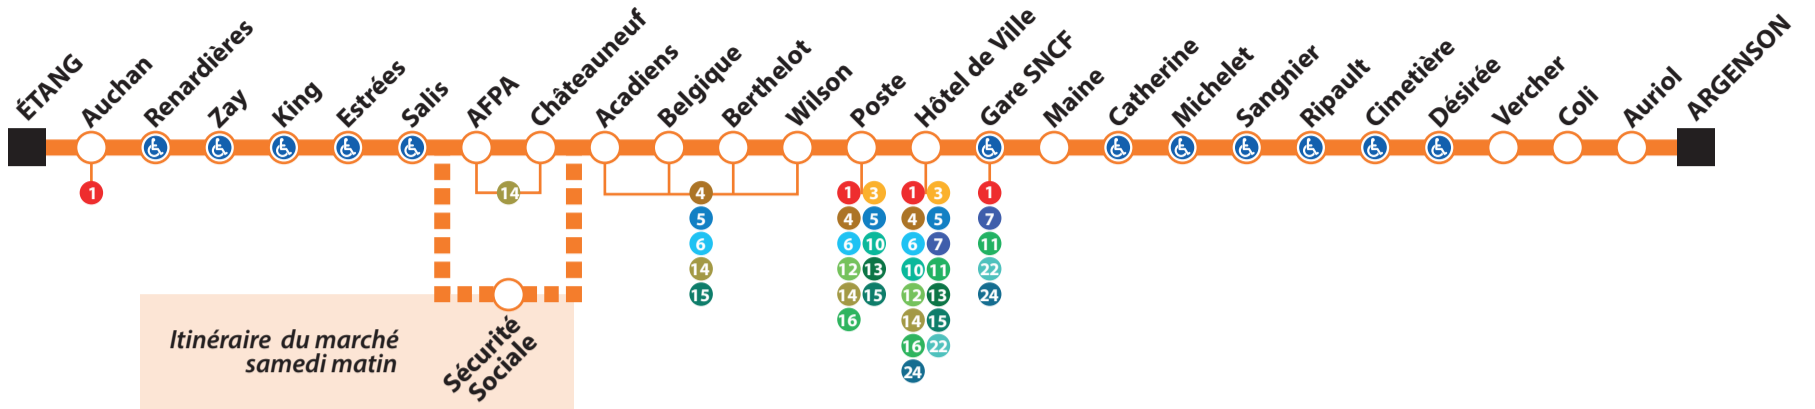 ÉTANG
Auchan
Renardières
Zay
King
Estrées
Salis
AFPA
Châteauneuf
Acadiens
Belgique
Berthelot
Wilson
Poste
Hôtel de Ville
Gare SNCF
Maine
Catherine
Michelet
Sangnier
Ripault
Cimetière
Désirée
Vercher
Coli
Auriol
ARGENSON
1
14
4
5
6
14
15
1 3
4 5
6 10
12 13
14 15
16
1 3
4 5
6 7
10 11
12 13
14 15
16 22
24
1
7
11
22
24
Itinéraire du marché
samedi matin
Sécurité
Sociale